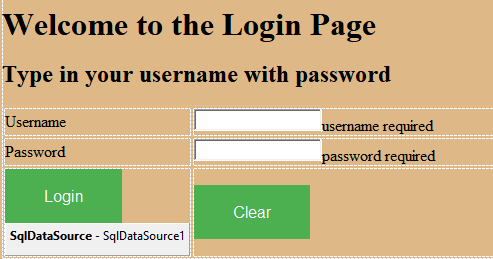 Welcome to the Login Page
Type in your username with password
Username
username required
Password
password required
Login
Clear
SqlDataSource - SqlDataSource1